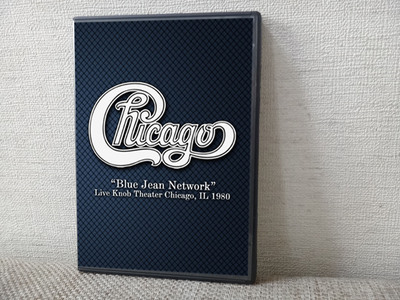 Chicago
“Blue Jean Network”
Live Knob Theater Chicago, IL 1980